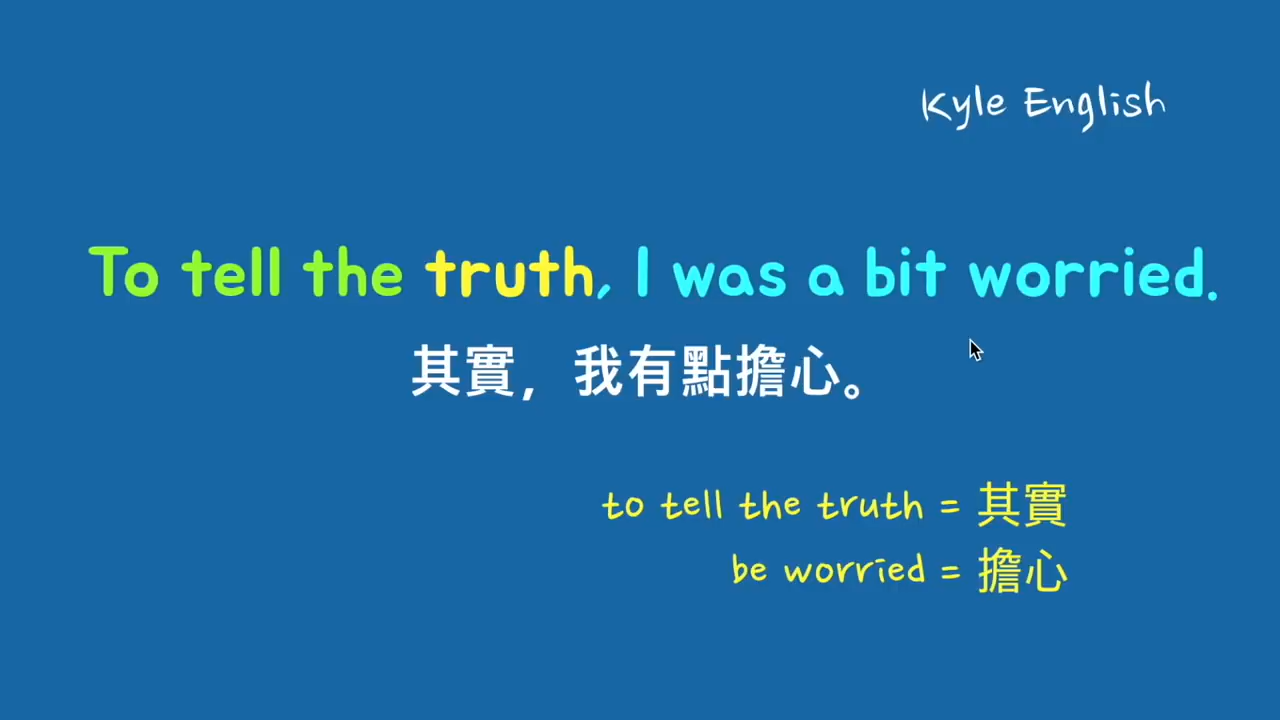 Kyle English
To tell the truth, I was a bit worried.
其實，我有點擔心。
to tell the truth = 其實
be worried = 擔心